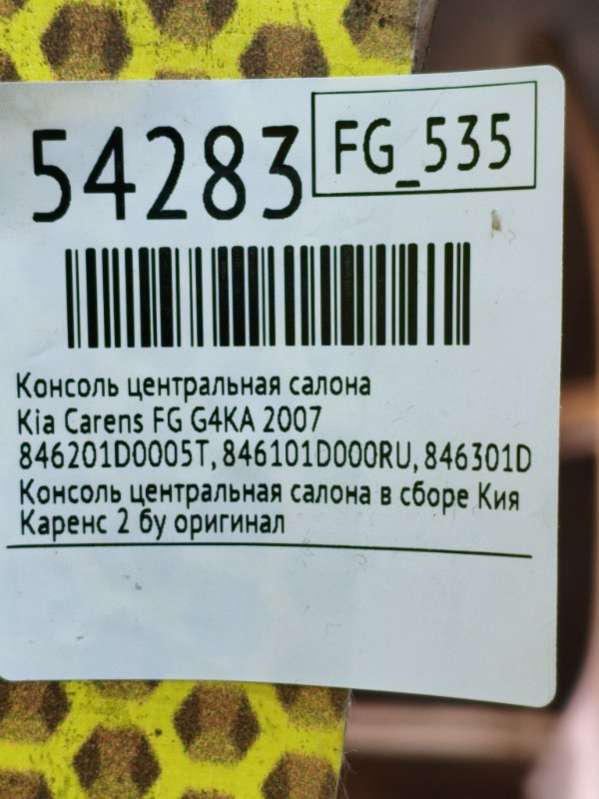 54283
FG_535
Консоль центральная салона
Kia Carens FG G4KA 2007
846201D0005T, 846101D000RU, 846301D
Консоль центральная салона в сборе Кия
Каренс 2 бу оригинал